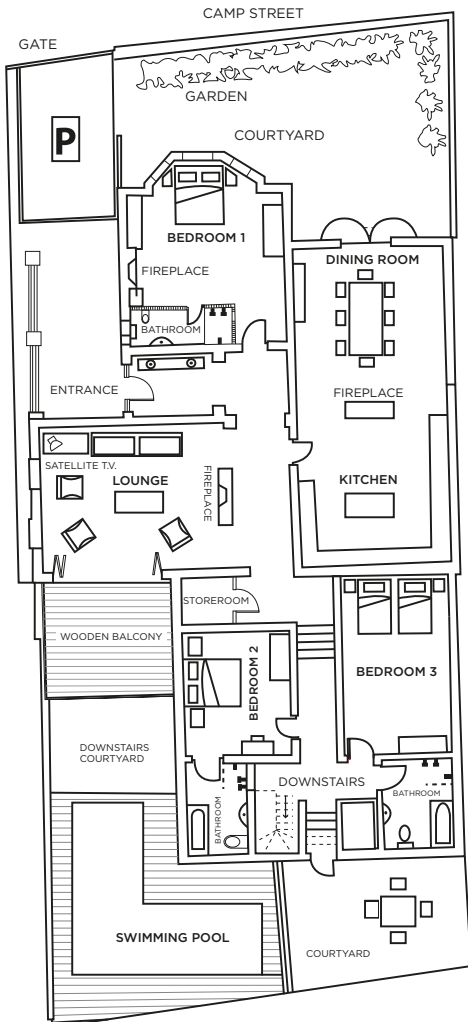 CAMP STREET
GATE
GARDEN
P
COURTYARD
BEDROOM 1
DINING ROOM
FIREPLACE
BATHROOM
ENTRANCE
FIREPLACE
SATELLITE T.V.
LOUNGE
FIREPLACE
KITCHEN
STOREROOM
WOODEN BALCONY
BEDROOM 2
BEDROOM 3
DOWNSTAIRS
COURTYARD
DOWNSTAIRS
BATHROOM
BATHROOM
SWIMMING POOL
COURTYARD